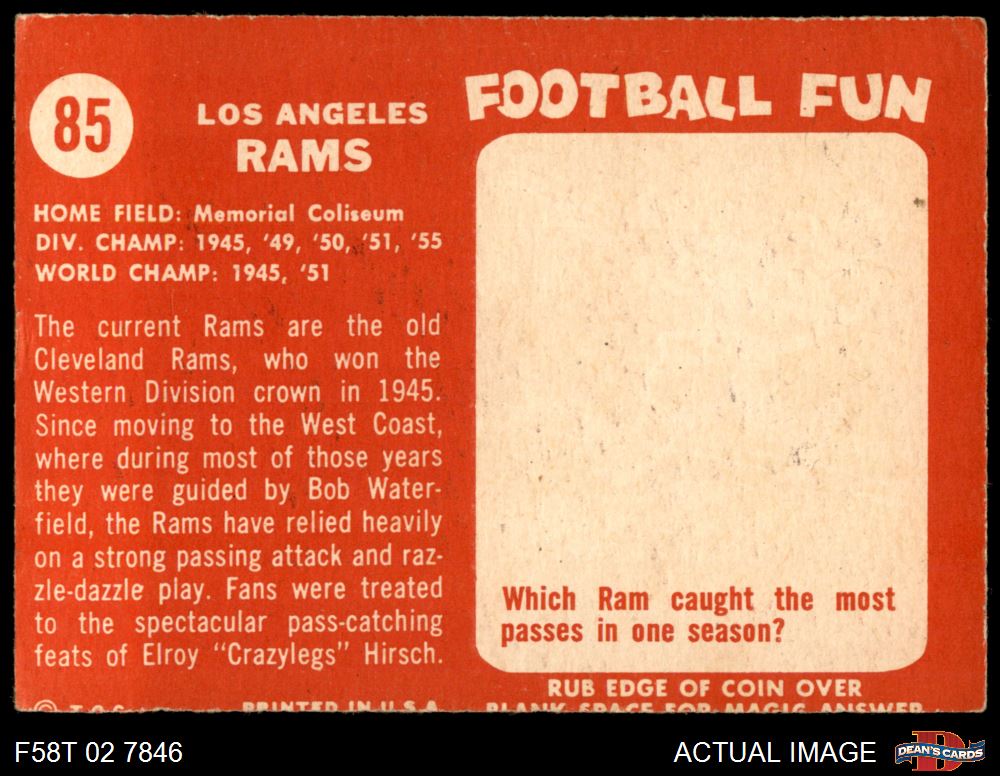 85
LOS ANGELES
RAMS
HOME FIELD: Memorial Coliseum
DIV. CHAMP: 1945, '49, '50, '51, '55
WORLD CHAMP: 1945, '51
The current Rams are the old
Cleveland Rams, who won the
Western Division crown in 1945.
Since moving to the West Coast,
where during most of those years
they were guided by Bob Water-
field, the Rams have relied heavily
on a strong passing attack and raz-
zle-dazzle play. Fans were treated
to the spectacular pass-catching
feats of Elroy "Crazylegs" Hirsch.
© T.C.G.
PRINTED IN U.S.A.
FOOTBALL FUN
Which Ram caught the most
passes in one season?
RUB EDGE OF COIN OVER
BLANK SPACE FOR MAGIC ANSWER
F58T 02 7846
ACTUAL IMAGE
D
DEAN'S CARDS